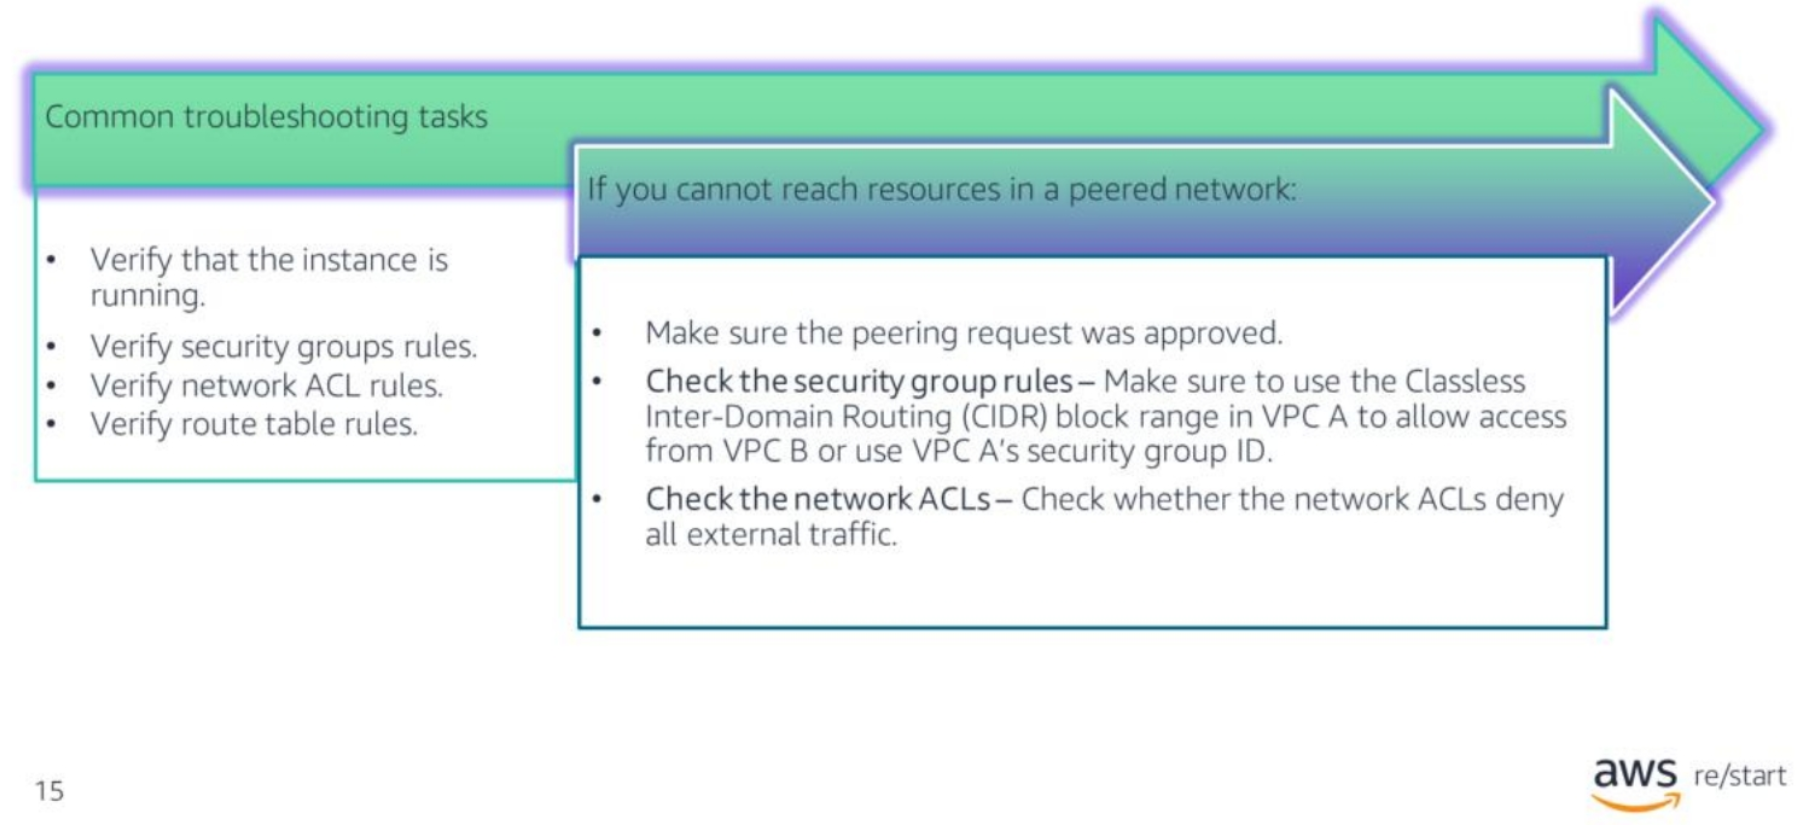 Common troubleshooting tasks
If you cannot reach resources in a peered network:
• Verify that the instance is
running.
• Verify security groups rules.
• Verify network ACL rules.
• Verify route table rules.
• Make sure the peering request was approved.
• Check the security group rules – Make sure to use the Classless
Inter-Domain Routing (CIDR) block range in VPC A to allow access
from VPC B or use VPC A's security group ID.
• Check the network ACLs – Check whether the network ACLs deny
all external traffic.
15
aws re/start